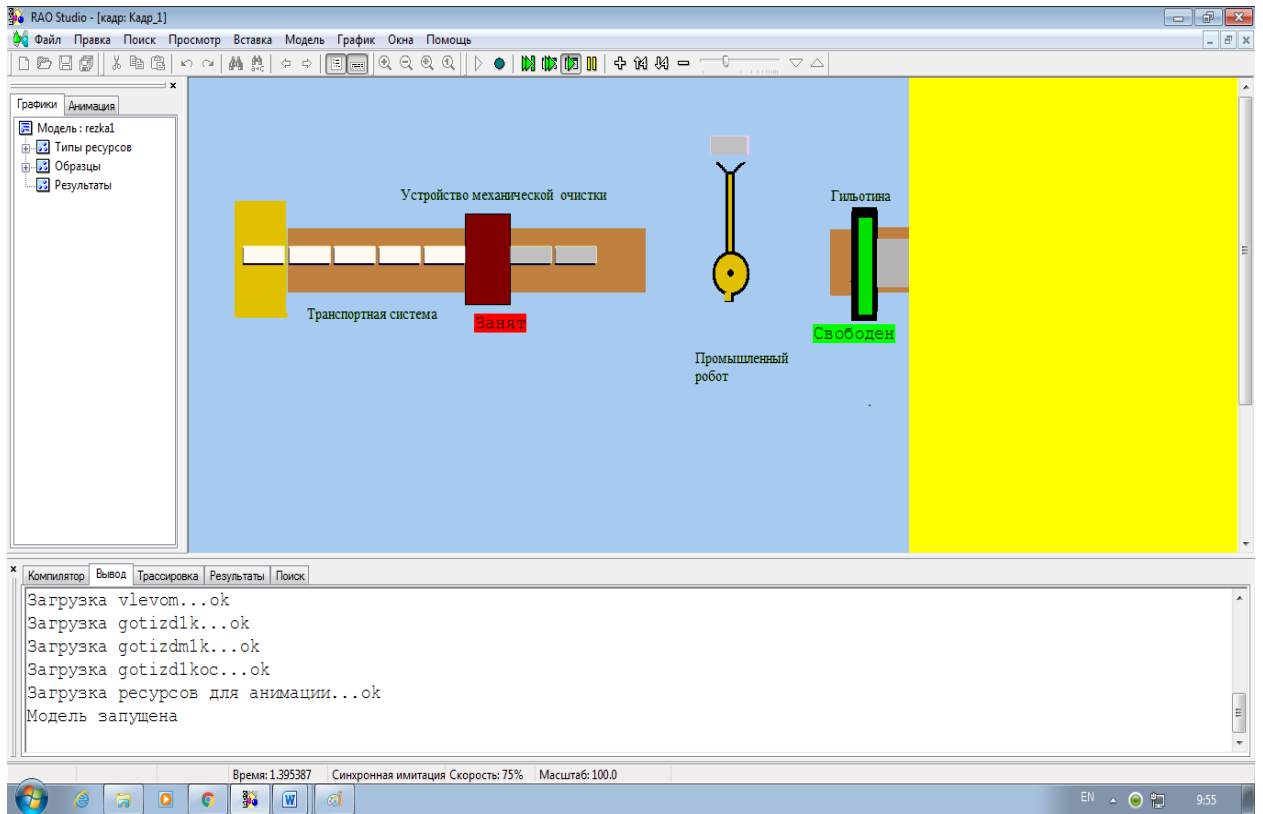 RAO Studio - [кадр: Кадр_1]
Файл Правка Поиск Просмотр Вставка Модель График Окна Помощь
Графики Анимация
Модель : rezka1
Типы ресурсов
Образцы
Результаты
Устройство механической очистки
Гильотина
Транспортная система
Занят
Свободен
Промышленный
робот
Компилятор Вывод Трассировка Результаты Поиск
Загрузка vlevom...ok
Загрузка gotizd1k...ok
Загрузка gotizdm1k...ok
Загрузка gotizd1koc...ok
Загрузка ресурсов для анимации...ok
Модель запущена
Время: 1.395387 Синхронная имитация Скорость: 75% Масштаб: 100.0
EN 9:55